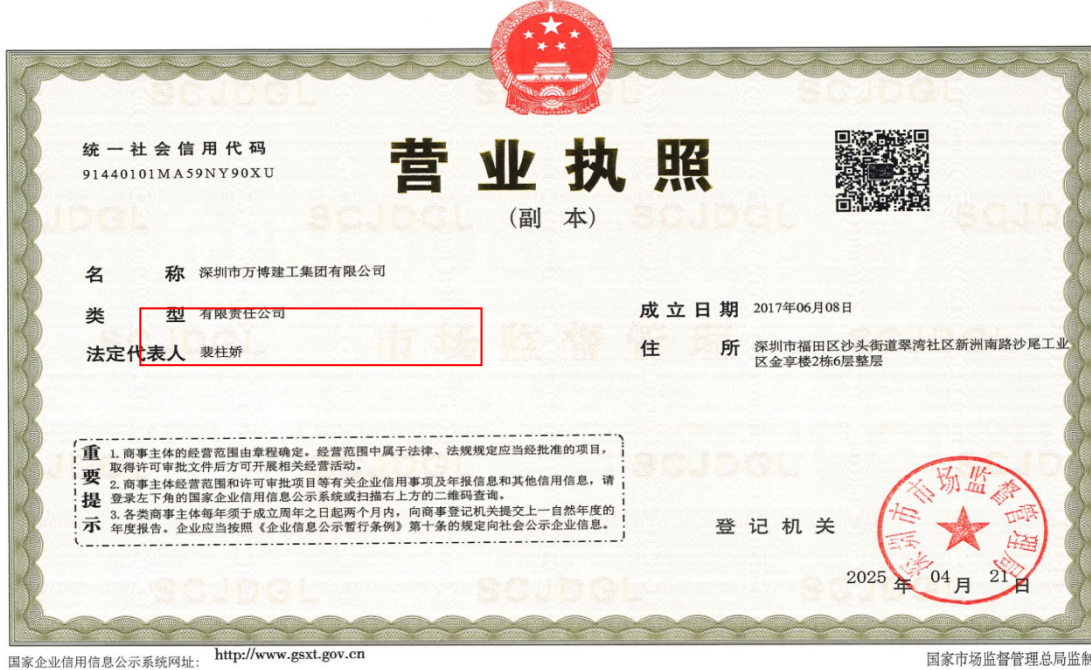 统一社会信用代码
91440101MA59NY90XU
营业执照
(副 本)
名 称 深圳市万博建工集团有限公司
类 型 有限责任公司
法定代表人 裴柱娇
成立日期 2017年06月08日
住 所 深圳市福田区沙头街道翠湾社区新洲南路沙尾工业
区金享楼2栋6层整层
重要提示
1. 商事主体的经营范围由章程确定。经营范围中属于法律、法规规定应当经批准的项目，
取得许可审批文件后方可开展相关经营活动。
2. 商事主体经营范围和许可审批项目等有关企业信用事项及年报信息和其他信用信息，请
登录左下角的国家企业信用信息公示系统或扫描右上方的二维码查询。
3. 各类商事主体每年须于成立周年之日起两个月内，向商事登记机关提交上一自然年度的
年度报告。企业应当按照《企业信息公示暂行条例》第十条的规定向社会公示企业信息。
登记机关
深圳市市场监督管理局
2025 年 04 月 21 日
国家企业信用信息公示系统网址： http://www.gsxt.gov.cn
国家市场监督管理总局监制
SCJDGL